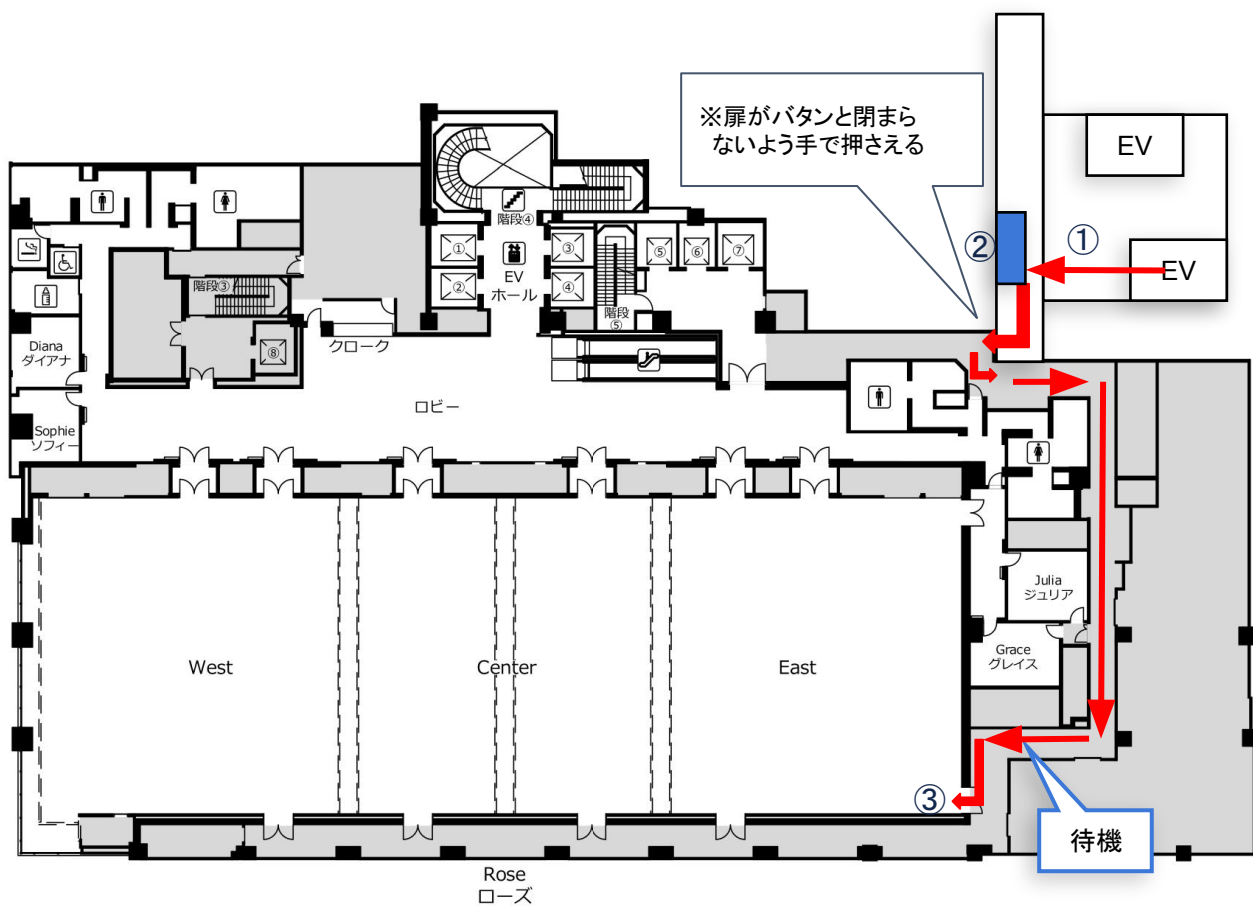 ※扉がバタンと閉まら
ないよう手で押さえる
EV
②
①
EV
階段④
①
③
⑤
⑥
⑦
EV
ホール
②
④
階段③
階段
⑤
クローク
⑧
Diana
ダイアナ
ロビー
Sophie
ソフィー
Julia
ジュリア
Grace
グレイス
West
Center
East
③
待機
Rose
ローズ